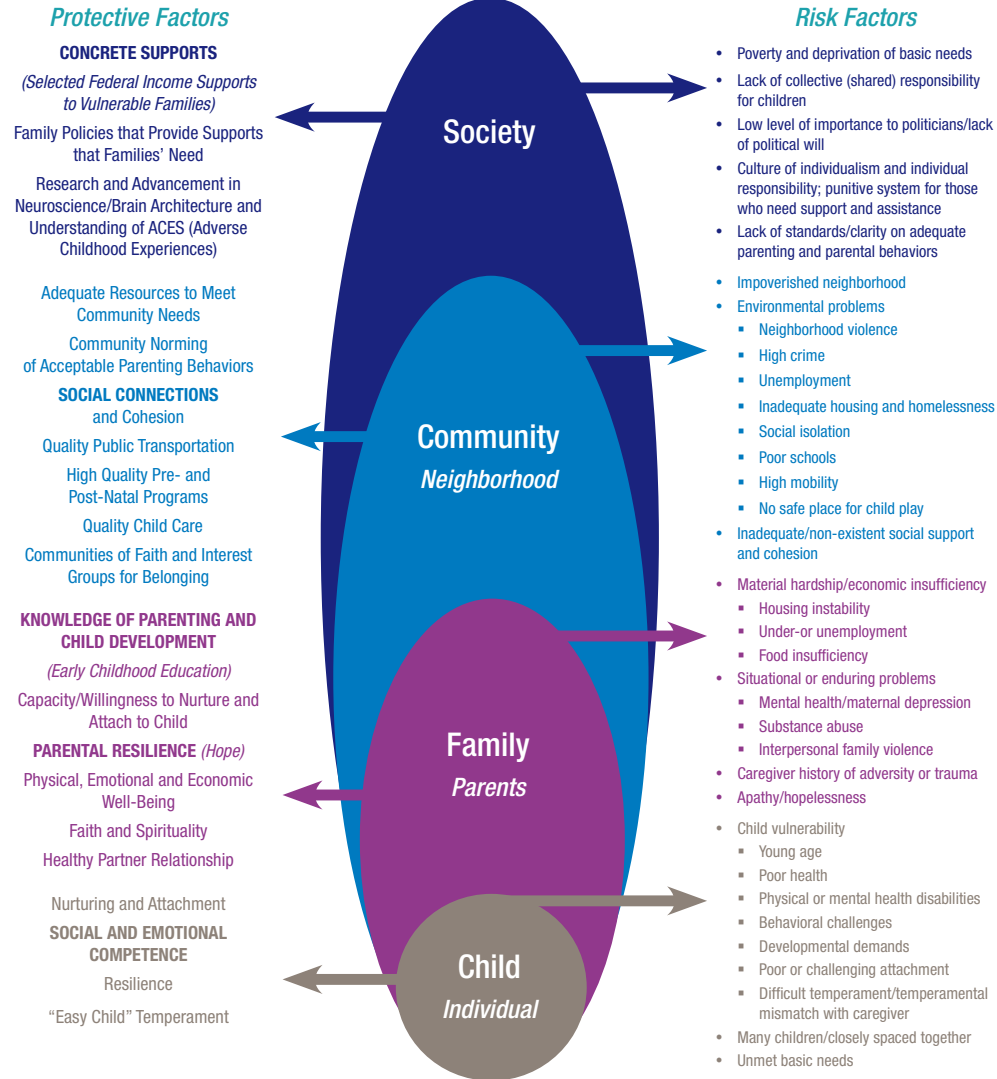 Protective Factors
CONCRETE SUPPORTS
(Selected Federal Income Supports
to Vulnerable Families)
Family Policies that Provide Supports
that Families' Need
Research and Advancement in
Neuroscience/Brain Architecture and
Understanding of ACES (Adverse
Childhood Experiences)
Adequate Resources to Meet
Community Needs
Community Norming
of Acceptable Parenting Behaviors
SOCIAL CONNECTIONS
and Cohesion
Quality Public Transportation
High Quality Pre- and
Post-Natal Programs
Quality Child Care
Communities of Faith and Interest
Groups for Belonging
KNOWLEDGE OF PARENTING AND
CHILD DEVELOPMENT
(Early Childhood Education)
Capacity/Willingness to Nurture and
Attach to Child
PARENTAL RESILIENCE (Hope)
Physical, Emotional and Economic
Well-Being
Faith and Spirituality
Healthy Partner Relationship
Nurturing and Attachment
SOCIAL AND EMOTIONAL
COMPETENCE
Resilience
"Easy Child" Temperament
Society
Community
Neighborhood
Family
Parents
Child
Individual
Risk Factors
• Poverty and deprivation of basic needs
• Lack of collective (shared) responsibility
for children
• Low level of importance to politicians/lack
of political will
• Culture of individualism and individual
responsibility; punitive system for those
who need support and assistance
• Lack of standards/clarity on adequate
parenting and parental behaviors
• Impoverished neighborhood
• Environmental problems
▪ Neighborhood violence
▪ High crime
▪ Unemployment
▪ Inadequate housing and homelessness
▪ Social isolation
▪ Poor schools
▪ High mobility
▪ No safe place for child play
• Inadequate/non-existent social support
and cohesion
• Material hardship/economic insufficiency
▪ Housing instability
▪ Under-or unemployment
▪ Food insufficiency
• Situational or enduring problems
▪ Mental health/maternal depression
▪ Substance abuse
▪ Interpersonal family violence
• Caregiver history of adversity or trauma
• Apathy/hopelessness
• Child vulnerability
▪ Young age
▪ Poor health
▪ Physical or mental health disabilities
▪ Behavioral challenges
▪ Developmental demands
▪ Poor or challenging attachment
▪ Difficult temperament/temperamental
mismatch with caregiver
• Many children/closely spaced together
• Unmet basic needs